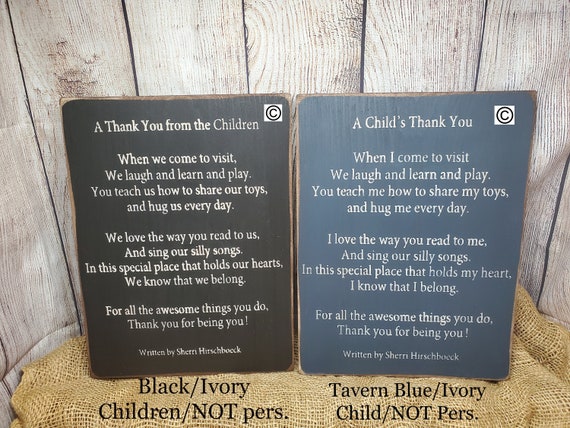 ©
A Thank You from the Children
When we come to visit,
We laugh and learn and play.
You teach us how to share our toys,
and hug us every day.
We love the way you read to us,
And sing our silly songs.
In this special place that holds our hearts,
We know that we belong.
For all the awesome things you do,
Thank you for being you!
Written by Sherri Hirschboeck
Black/Ivory
Children/NOT pers.
©
A Child's Thank You
When I come to visit
We laugh and learn and play.
You teach me how to share my toys,
and hug me every day.
I love the way you read to me,
And sing our silly songs.
In this special place that holds my heart,
I know that I belong.
For all the awesome things you do,
Thank you for being you!
Written by Sherri Hirschboeck
Tavern Blue/Ivory
Child/NOT Pers.